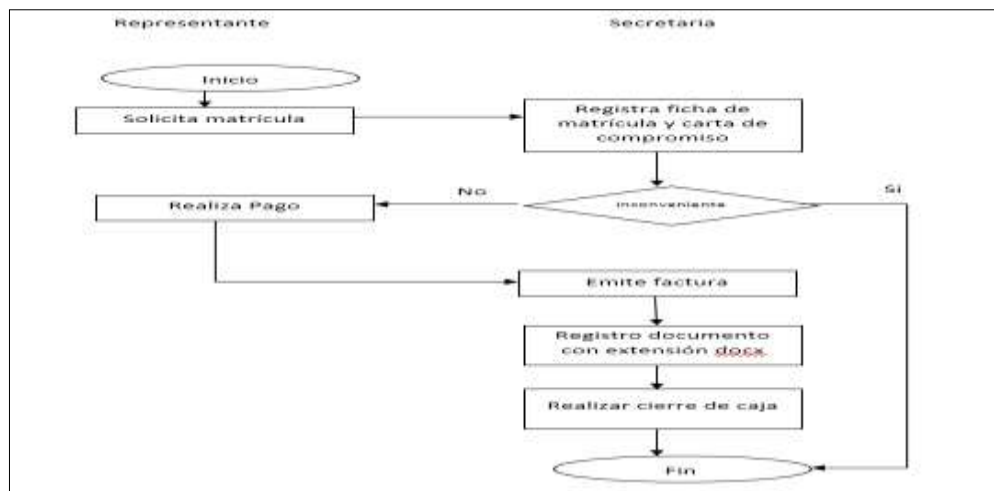 Representante
Secretaria
Inicio
Solicita matrícula
Registra ficha de
matrícula y carta de
compromiso
No
Si
Realiza Pago
Inconveniente
Emite factura
Registro documento
con extensión docx
Realizar cierre de caja
Fin